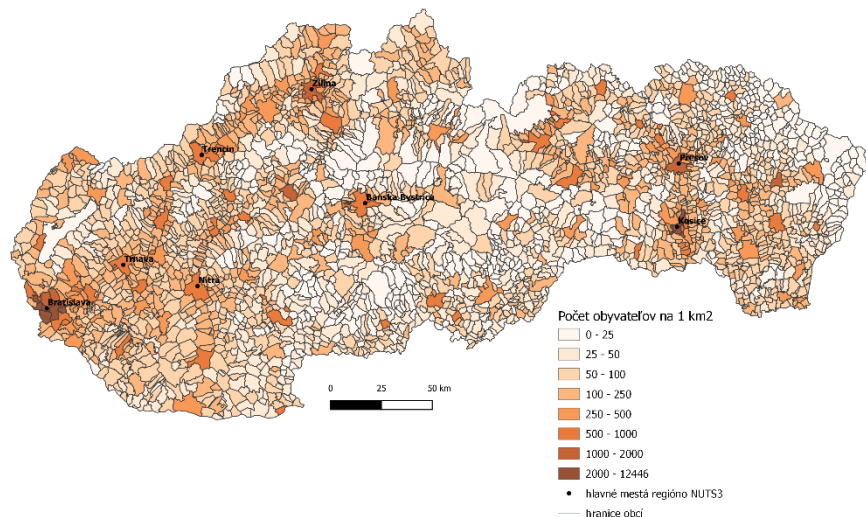 Žilina
Trenčín
Prešov
Banská Bystrica
Košice
Trnava
Nitra
Bratislava
Počet obyvateľov na 1 km2
0 - 25
25 - 50
50 - 100
100 - 250
250 - 500
500 - 1000
1000 - 2000
2000 - 12446
hlavné mestá regióno NUTS3
hranice obcí
0 25 50 km